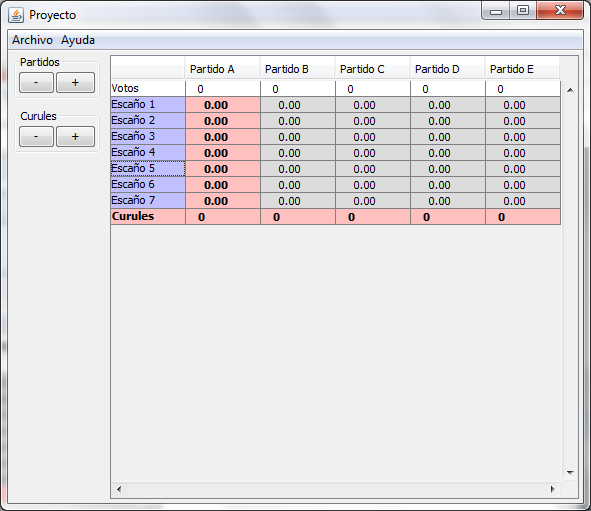 Proyecto
Archivo Ayuda
Partidos
- +
Curules
- +
Partido A Partido B Partido C Partido D Partido E
Votos 0 0 0 0 0
Escaño 1 0.00 0.00 0.00 0.00 0.00
Escaño 2 0.00 0.00 0.00 0.00 0.00
Escaño 3 0.00 0.00 0.00 0.00 0.00
Escaño 4 0.00 0.00 0.00 0.00 0.00
Escaño 5 0.00 0.00 0.00 0.00 0.00
Escaño 6 0.00 0.00 0.00 0.00 0.00
Escaño 7 0.00 0.00 0.00 0.00 0.00
Curules 0 0 0 0 0